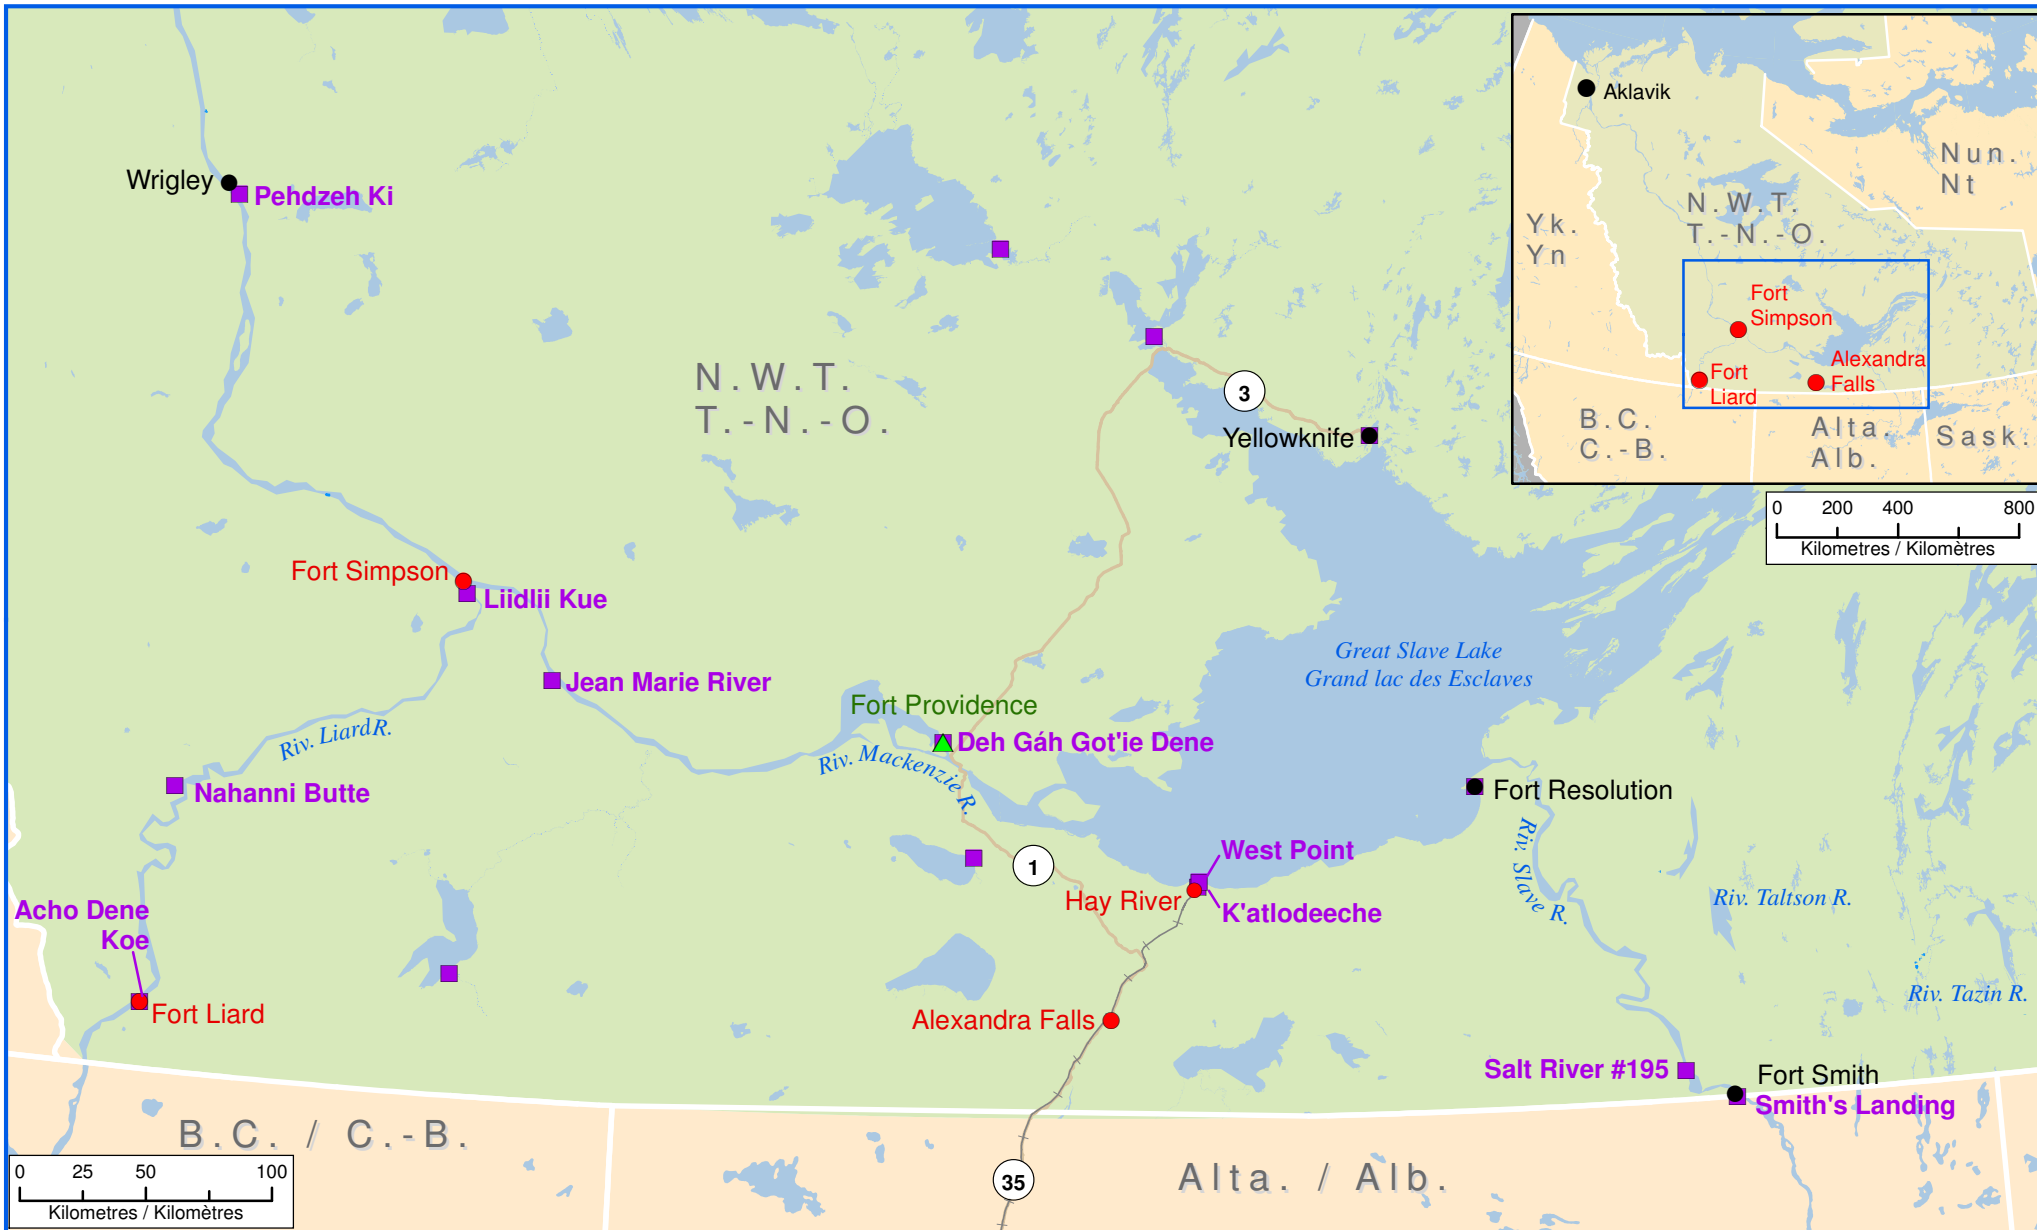 Aklavik
Nun.
Nt
N.W.T.
T.-N.-O.
Yk.
Yn
Fort
Simpson
Alexandra
Falls
Fort
Liard
B.C.
C.-B.
Alta.
Alb.
Sask.
0 200 400 800
Kilometres / Kilomètres
Wrigley
Pehdzeh Ki
N.W.T.
T.-N.-O.
3
Yellowknife
Fort Simpson
Liidlii Kue
Jean Marie River
Great Slave Lake
Grand lac des Esclaves
Fort Providence
Deh Gáh Got'ie Dene
Riv. Liard R.
Riv. Mackenzie R.
Nahanni Butte
Fort Resolution
Riv. Slave R.
West Point
1
Hay River
K'atlodeeche
Riv. Taltson R.
Acho Dene
Koe
Fort Liard
Riv. Tazin R.
Alexandra Falls
Salt River #195
Fort Smith
Smith's Landing
B.C. / C.-B.
Alta. / Alb.
35
0 25 50 100
Kilometres / Kilomètres